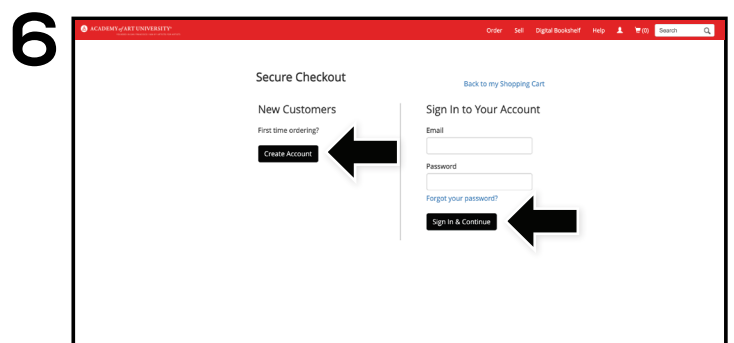 6
ACADEMY of ART UNIVERSITY
Order Sell Digital Bookshelf Help (0) Search
Secure Checkout
Back to my Shopping Cart
New Customers
First time ordering?
Create Account
Sign In to Your Account
Email
Password
Forgot your password?
Sign In & Continue